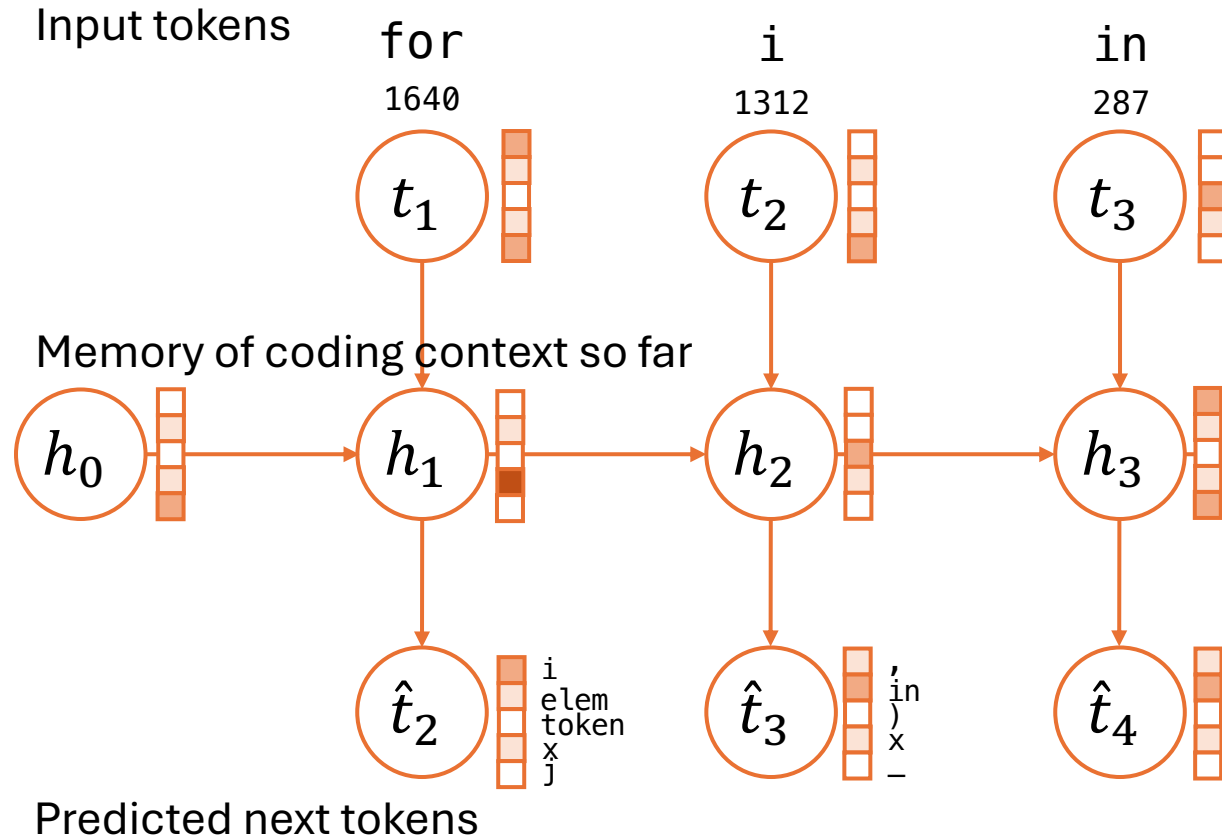 Input tokens
for i in
1640 1312 287
t₁ t₂ t₃
Memory of coding context so far
h₀ h₁ h₂ h₃
t̂₂ t̂₃ t̂₄
i
elem
token
x
j
,
in
)
x
_
Predicted next tokens